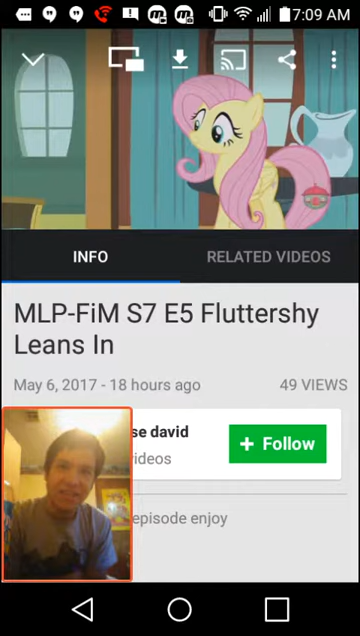 7:09 AM
INFO
RELATED VIDEOS
MLP-FiM S7 E5 Fluttershy
Leans In
May 6, 2017 - 18 hours ago
49 VIEWS
se david
+ Follow
videos
episode enjoy